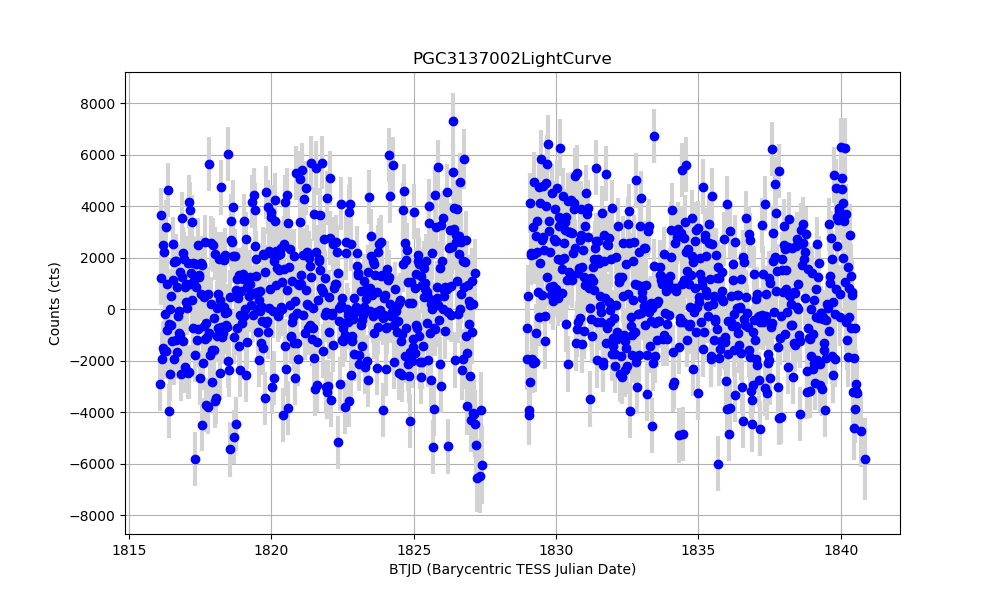 PGC3137002LightCurve
8000
6000
4000
2000
0
−2000
−4000
−6000
−8000
Counts (cts)
1815 1820 1825 1830 1835 1840
BTJD (Barycentric TESS Julian Date)